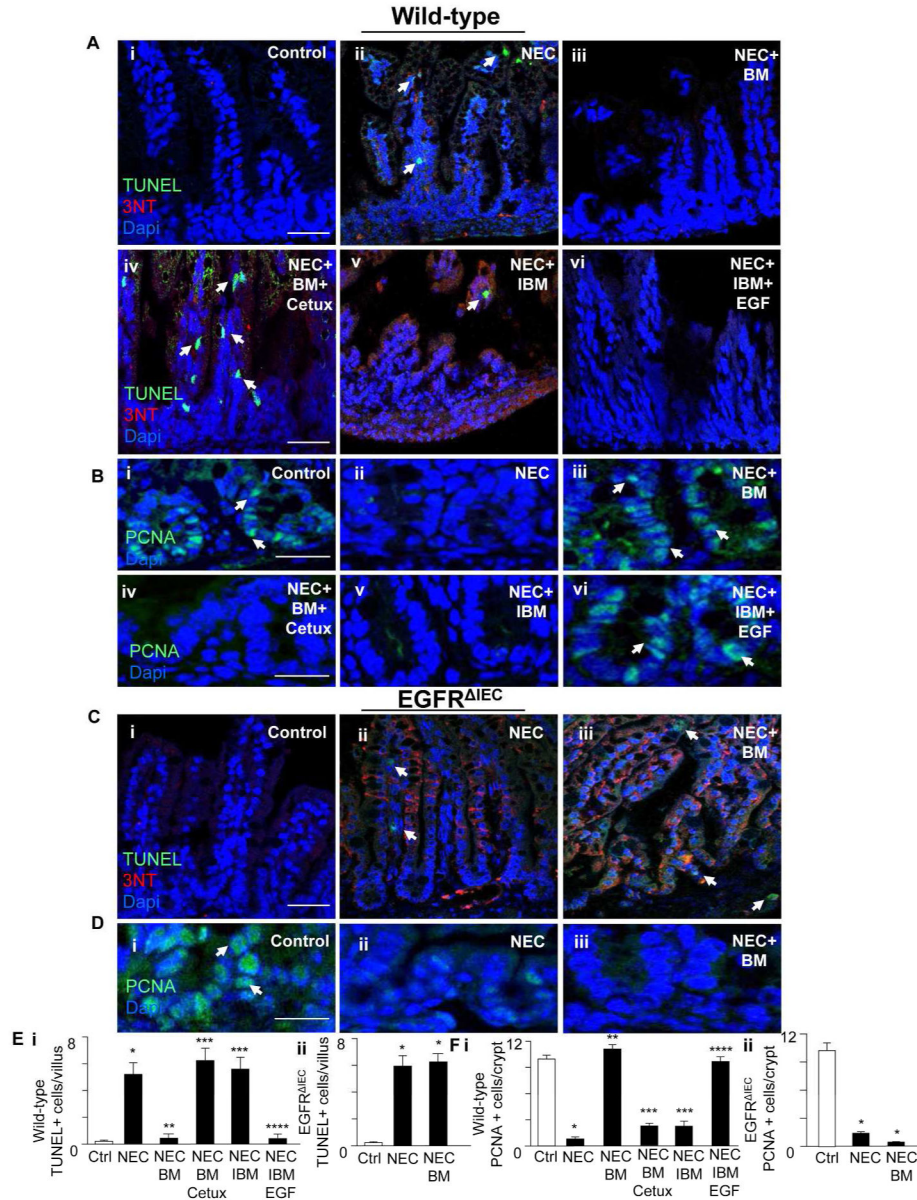 Wild-type
A
i
Control
TUNEL
3NT
Dapi
ii
NEC
iii
NEC+
BM
iv
NEC+
BM+
Cetux
TUNEL
3NT
Dapi
v
NEC+
IBM
vi
NEC+
IBM+
EGF
B
i
Control
PCNA
Dapi
ii
NEC
iii
NEC+
BM
iv
NEC+
BM+
Cetux
PCNA
Dapi
v
NEC+
IBM
vi
NEC+
IBM+
EGF
EGFRΔIEC
C
i
Control
TUNEL
3NT
Dapi
ii
NEC
iii
NEC+
BM
D
i
Control
PCNA
Dapi
ii
NEC
iii
NEC+
BM
E i
Wild-type
TUNEL+ cells/villus
8
0
*
**
***
***
****
Ctrl NEC NEC NEC NEC NEC
BM BM IBM IBM
Cetux EGF
ii
EGFRΔIEC
TUNEL+ cells/villus
8
0
* *
Ctrl NEC NEC
BM
F i
Wild-type
PCNA + cells/crypt
12
0
*
**
***
***
****
Ctrl NEC NEC NEC NEC NEC
BM BM IBM IBM
Cetux EGF
ii
EGFRΔIEC
PCNA + cells/crypt
12
0
* *
Ctrl NEC NEC
BM